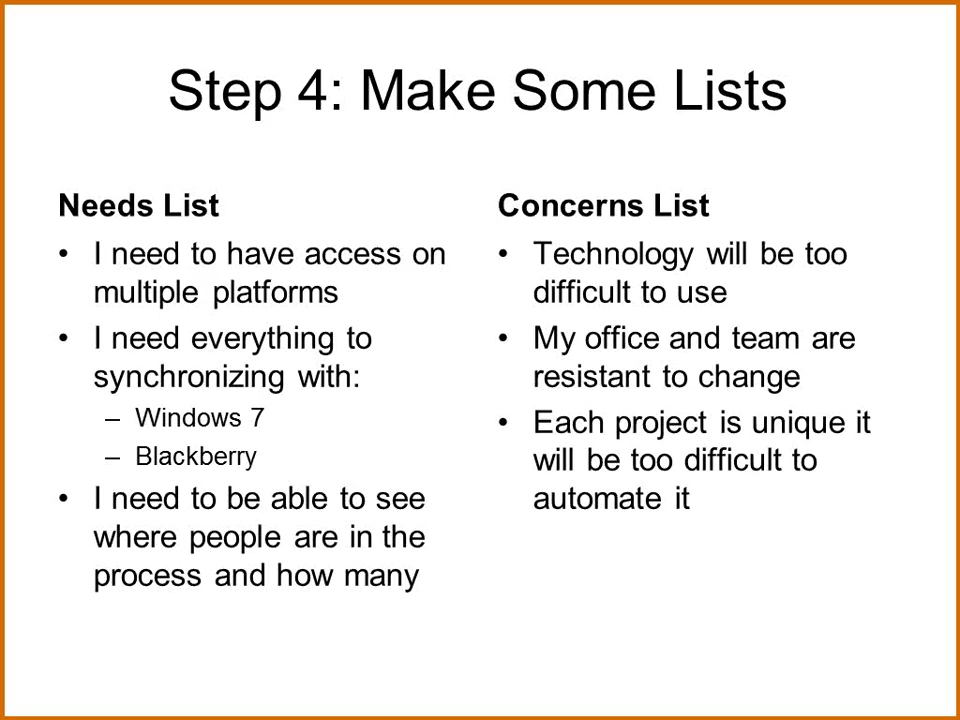 Step 4: Make Some Lists
Needs List
• I need to have access on
multiple platforms
• I need everything to
synchronizing with:
– Windows 7
– Blackberry
• I need to be able to see
where people are in the
process and how many
Concerns List
• Technology will be too
difficult to use
• My office and team are
resistant to change
• Each project is unique it
will be too difficult to
automate it